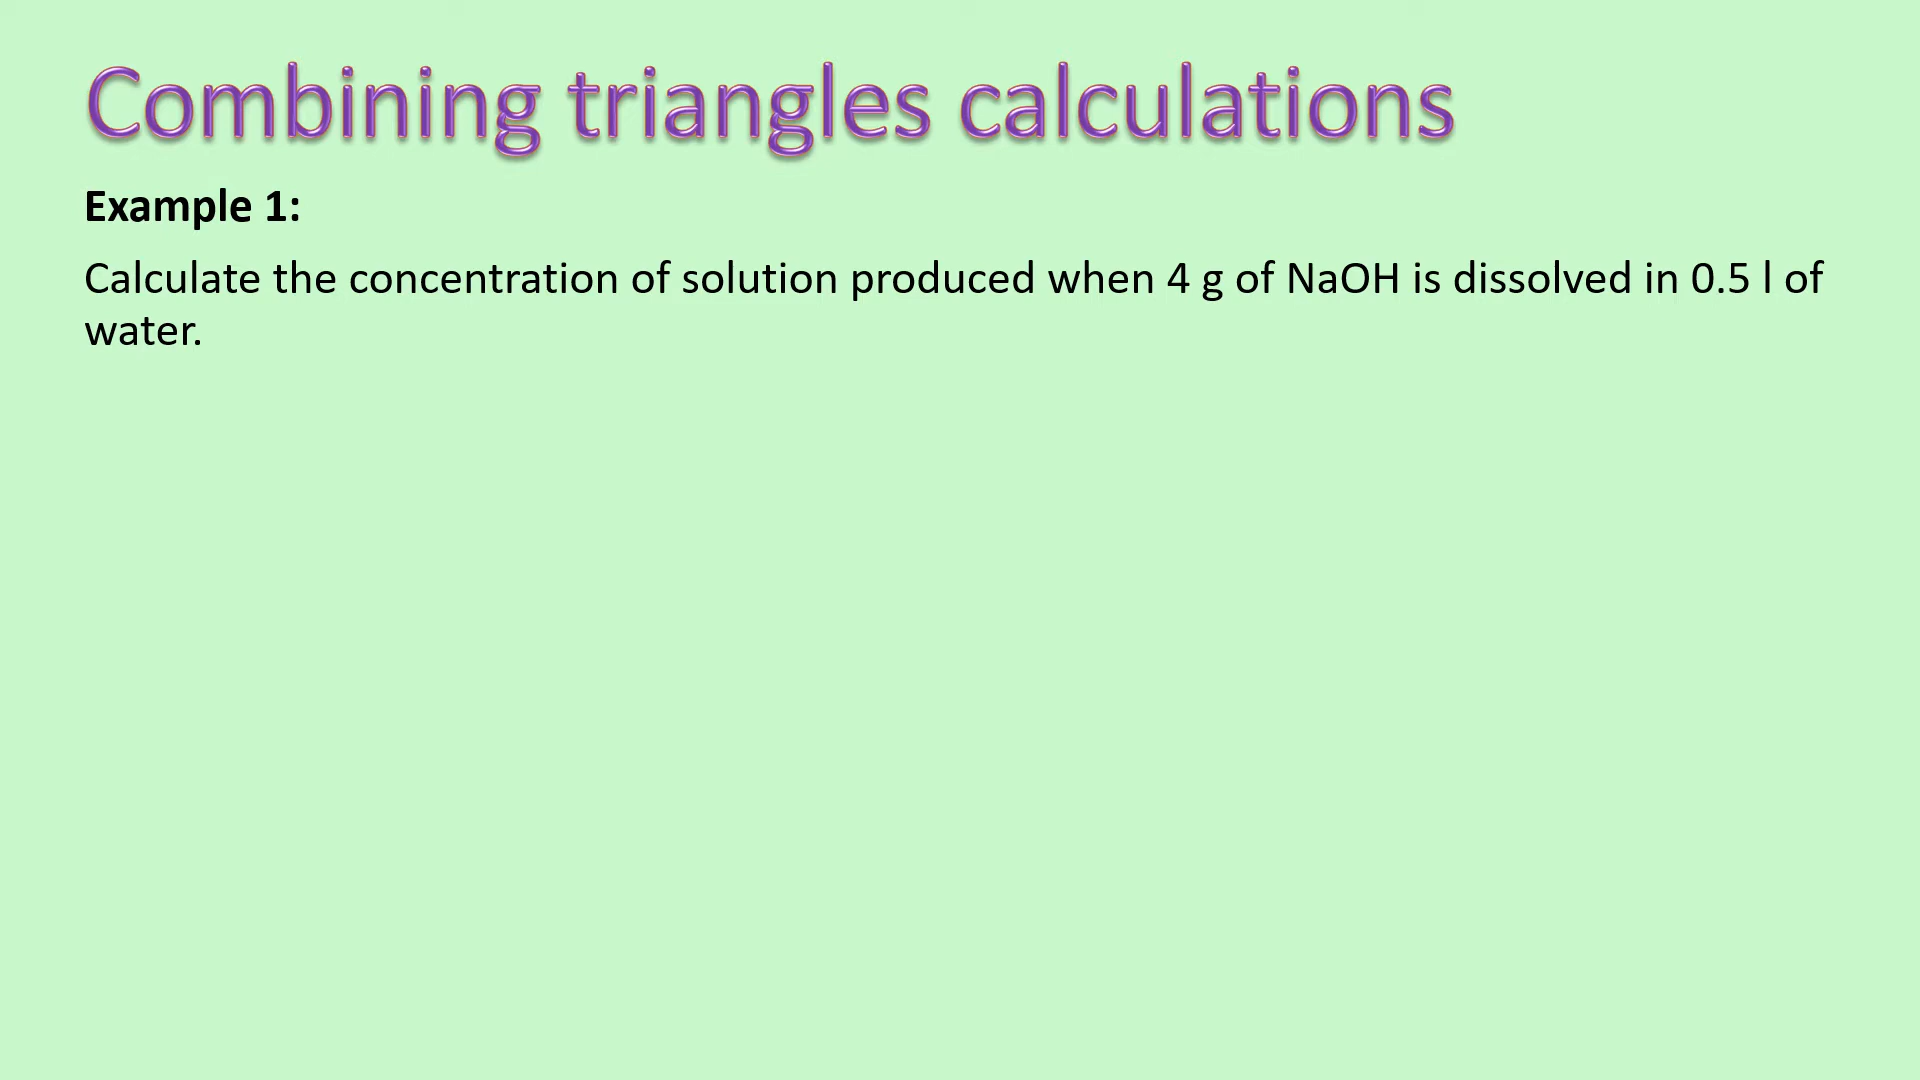 Combining triangles calculations
Example 1:
Calculate the concentration of solution produced when 4 g of NaOH is dissolved in 0.5 l of
water.